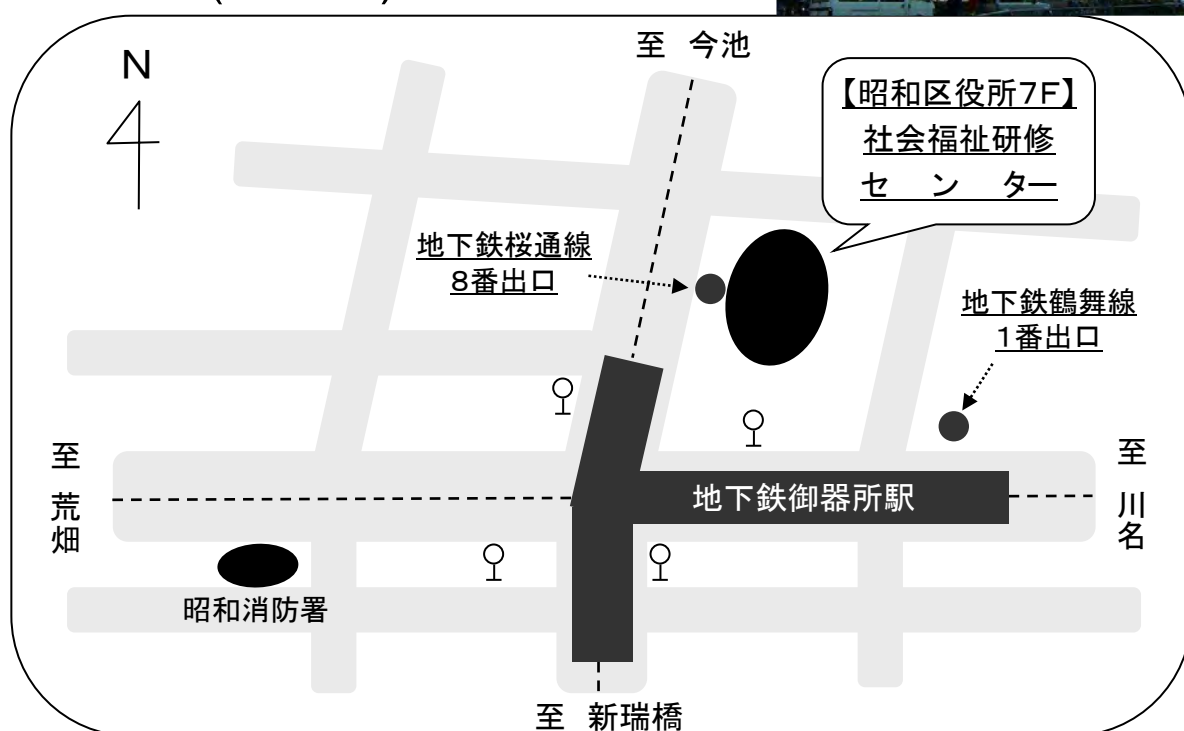 至 今池
N
【昭和区役所7F】
社会福祉研修
センター
地下鉄桜通線
8番出口
地下鉄鶴舞線
1番出口
至 荒畑
地下鉄御器所駅
至 川名
昭和消防署
至 新瑞橋